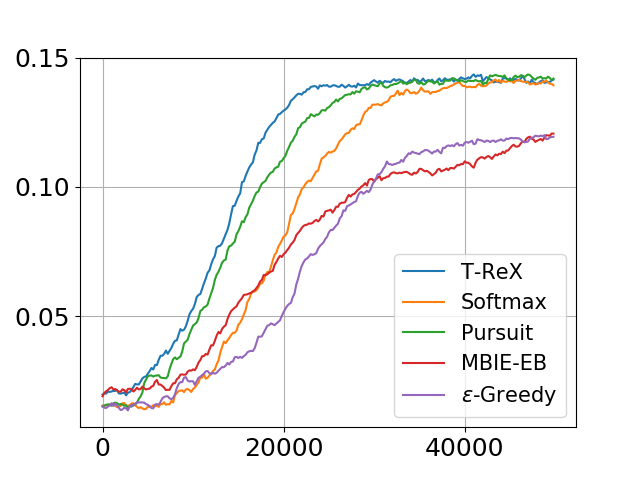 0.15
0.10
0.05
T-ReX
Softmax
Pursuit
MBIE-EB
ε-Greedy
0 20000 40000